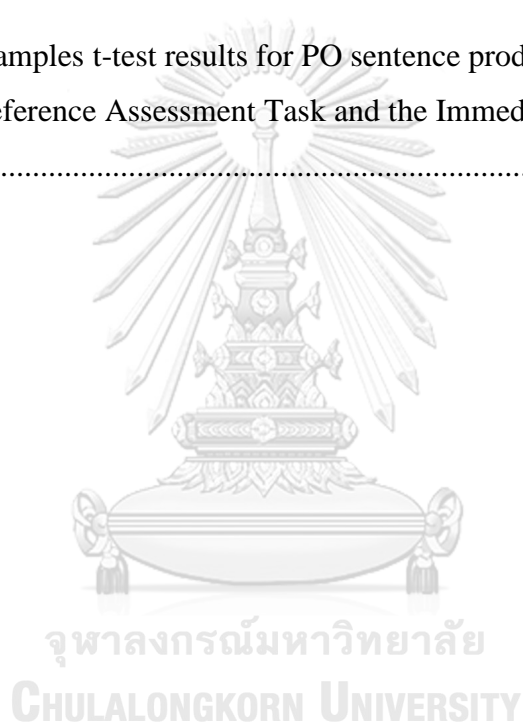 amples t-test results for PO sentence prod
eference Assessment Task and the Immed
................................................................
จุฬาลงกรณ์มหาวิทยาลัย
CHULALONGKORN UNIVERSITY